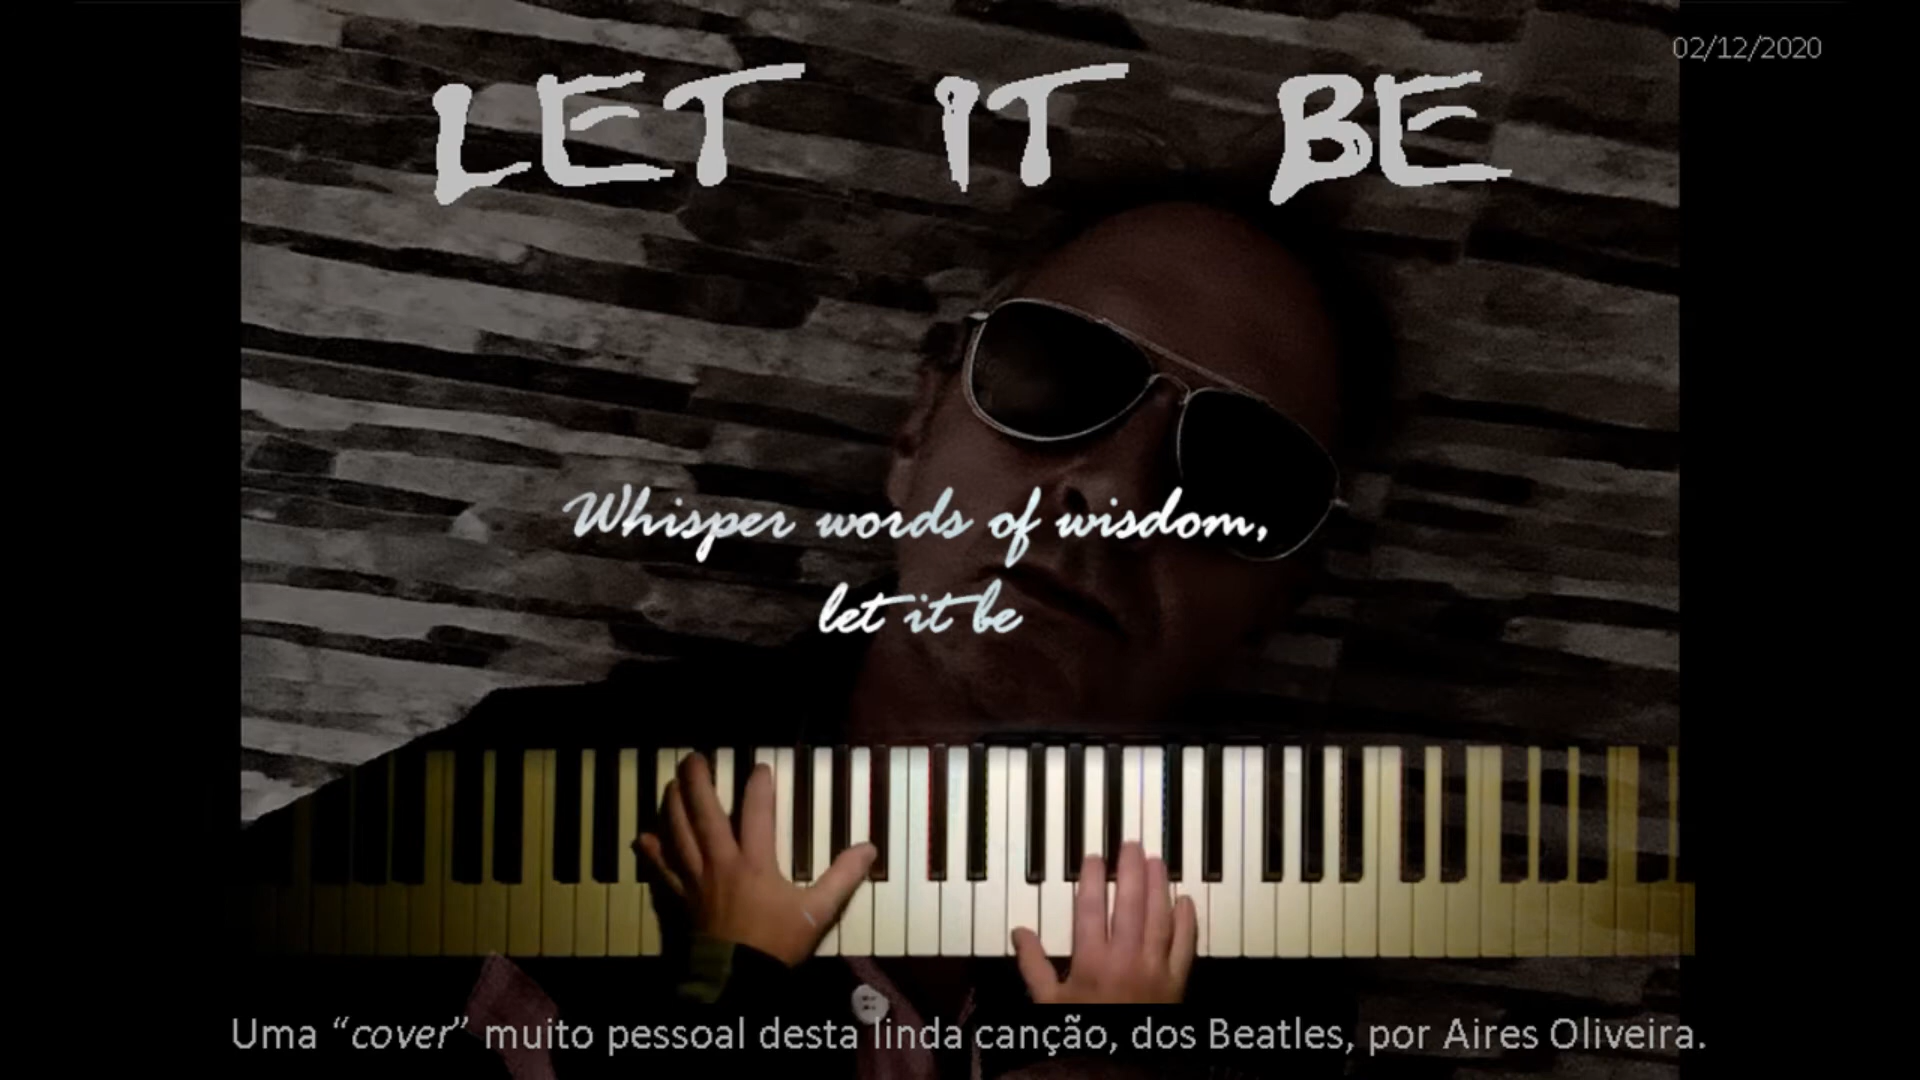 02/12/2020
LET IT BE
Whisper words of wisdom,
let it be
Uma “cover” muito pessoal desta linda canção, dos Beatles, por Aires Oliveira.